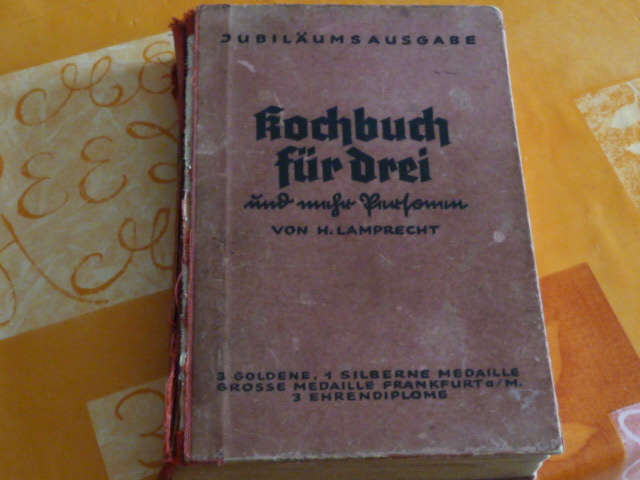 JUBILÄUMSAUSGABE
Kochbuch
für drei
und mehr Personen
VON H. LAMPRECHT
3 GOLDENE, 1 SILBERNE MEDAILLE
GROSSE MEDAILLE FRANKFURT a/M.
3 EHRENDIPLOME